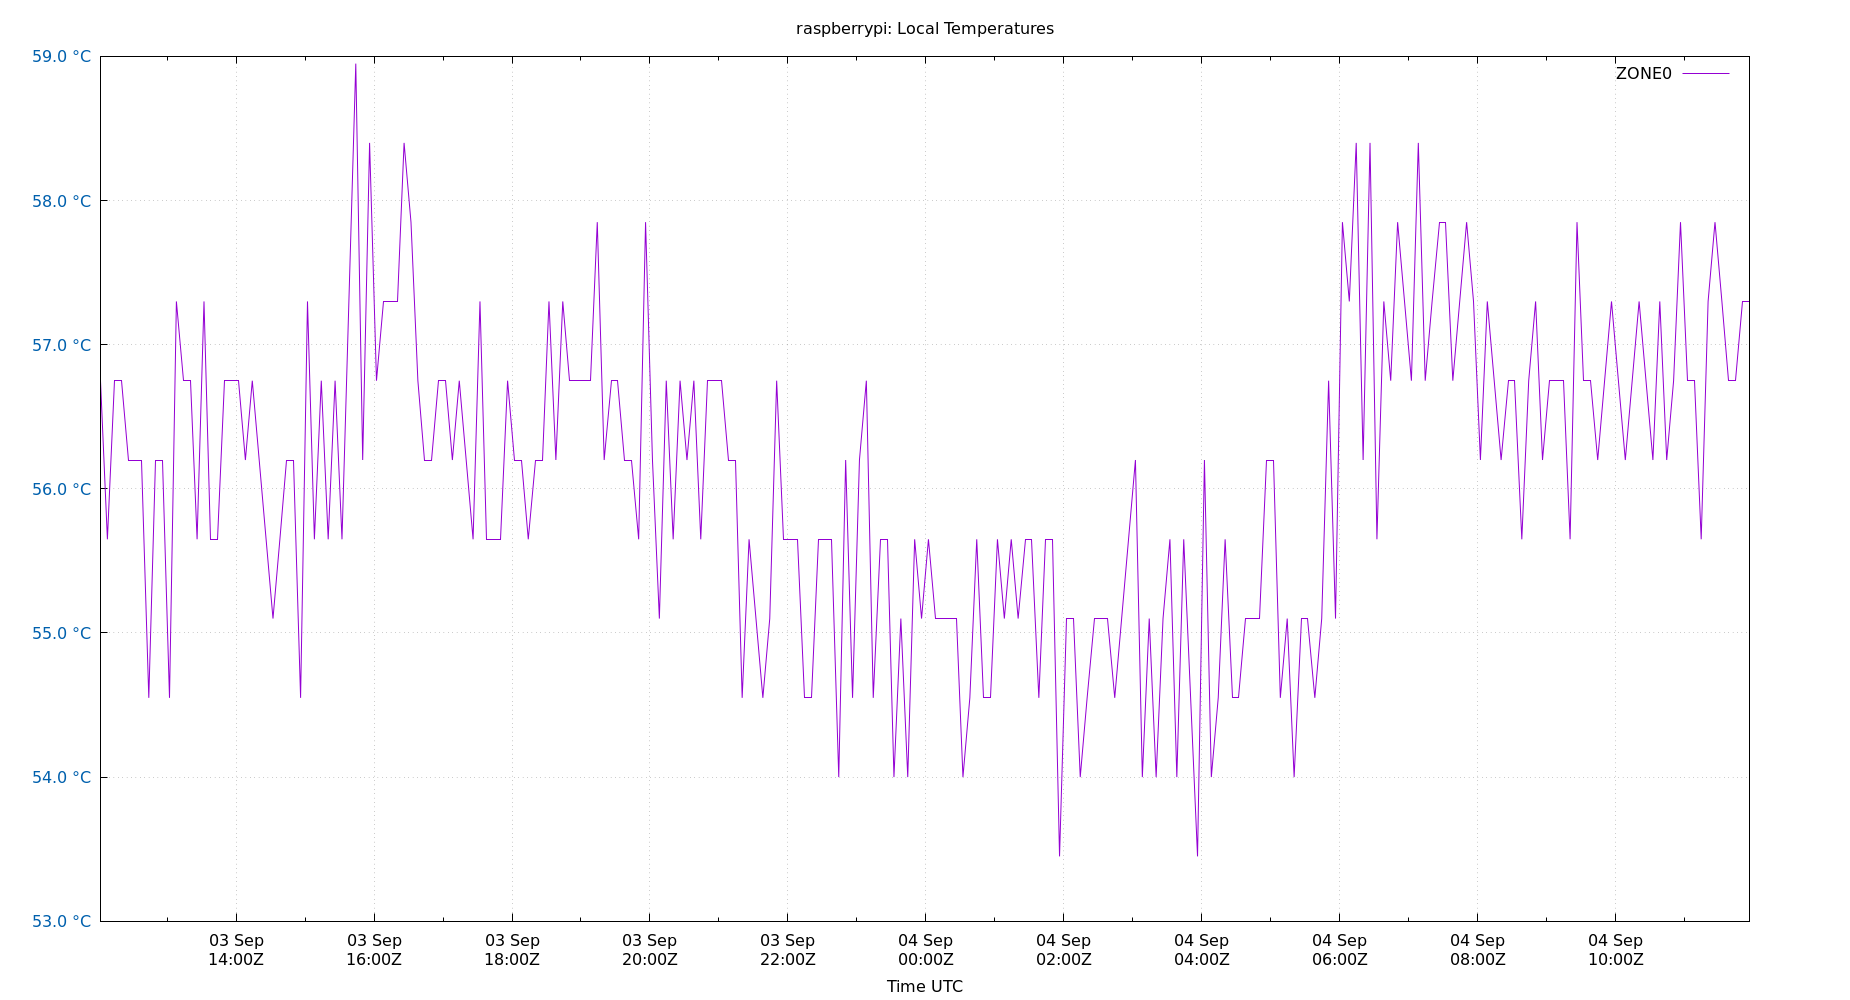 raspberrypi: Local Temperatures
59.0 °C
ZONE0
58.0 °C
57.0 °C
56.0 °C
55.0 °C
54.0 °C
53.0 °C
03 Sep 03 Sep 03 Sep 03 Sep 03 Sep 04 Sep 04 Sep 04 Sep 04 Sep 04 Sep 04 Sep
14:00Z 16:00Z 18:00Z 20:00Z 22:00Z 00:00Z 02:00Z 04:00Z 06:00Z 08:00Z 10:00Z
Time UTC